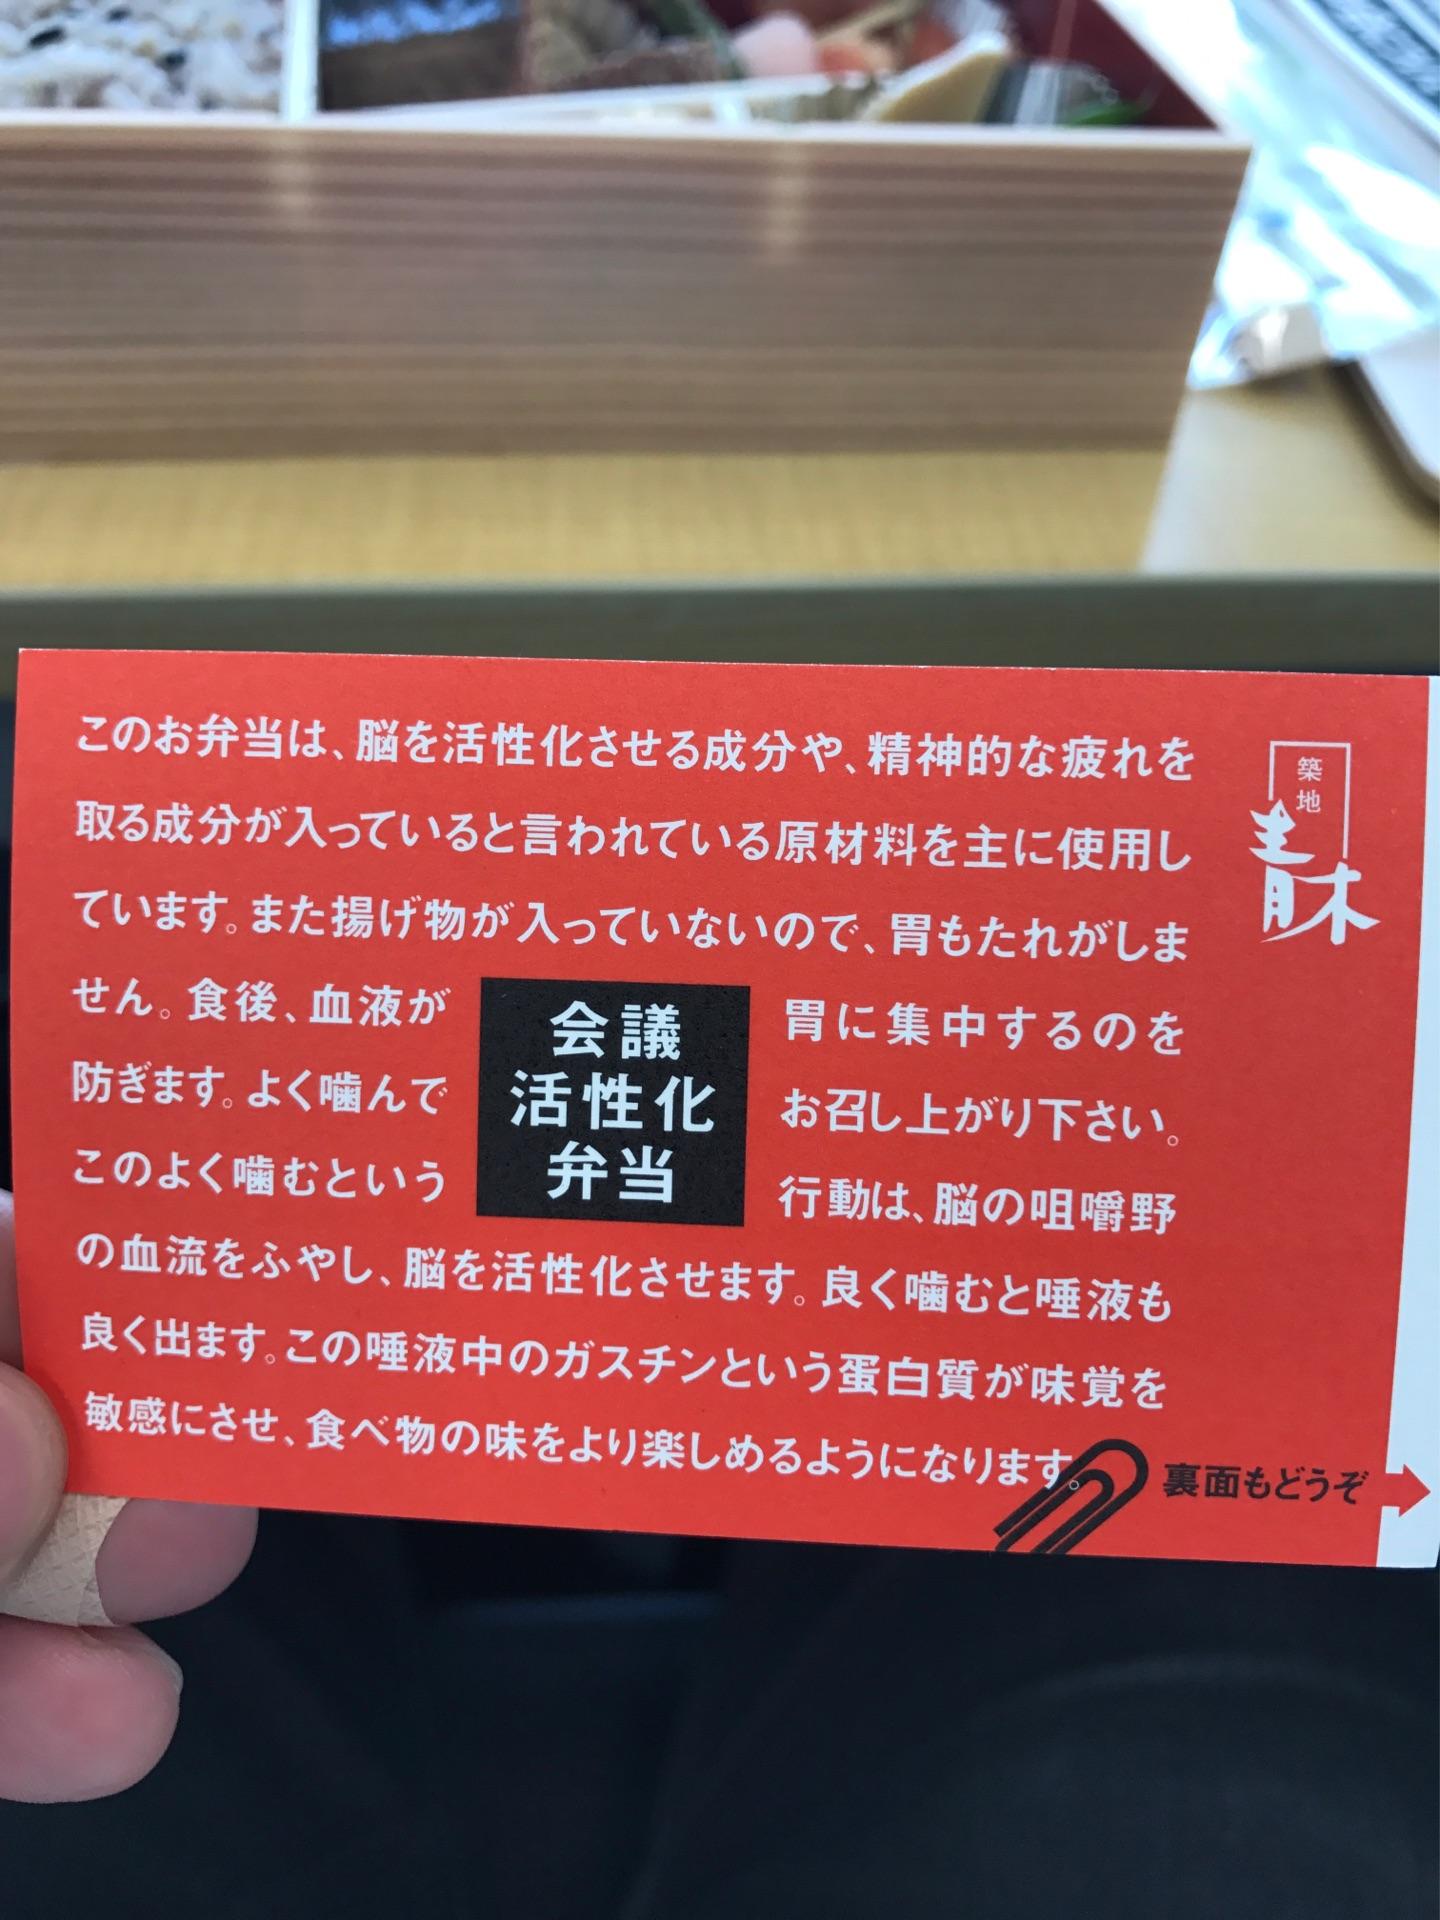 このお弁当は、脳を活性化させる成分や、精神的な疲れを
取る成分が入っていると言われている原材料を主に使用し
ています。また揚げ物が入っていないので、胃もたれがしま
せん。食後、血液が 胃に集中するのを
防ぎます。よく噛んで お召し上がり下さい。
このよく噛むという 行動は、脳の咀嚼野
の血流をふやし、脳を活性化させます。良く噛むと唾液も
良く出ます。この唾液中のガスチンという蛋白質が味覚を
敏感にさせ、食べ物の味をより楽しめるようになります。
会議
活性化
弁当
築地
青木
裏面もどうぞ